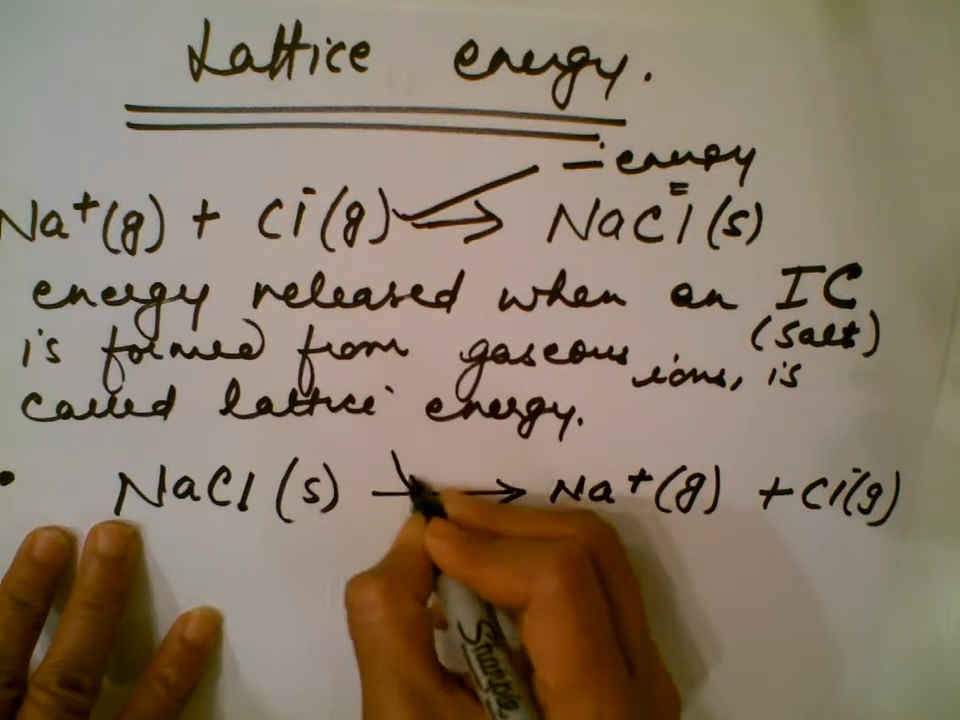 Lattice energy.
- energy
Na⁺(g) + Cl⁻(g) → NaCl(s)
energy released when an IC
(salt)
is formed from gaseous ions, is
called lattice energy.
• NaCl(s) → Na⁺(g) + Cl⁻(g)
Sharpie